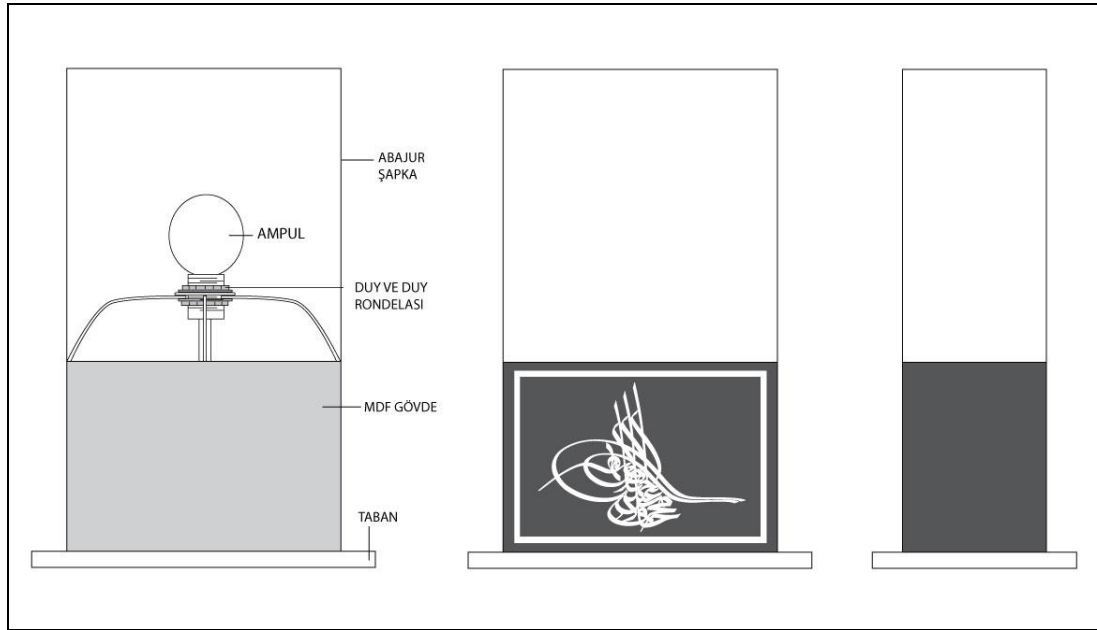 ABAJUR
ŞAPKA
AMPUL
DUY VE DUY
RONDELASI
MDF GÖVDE
TABAN